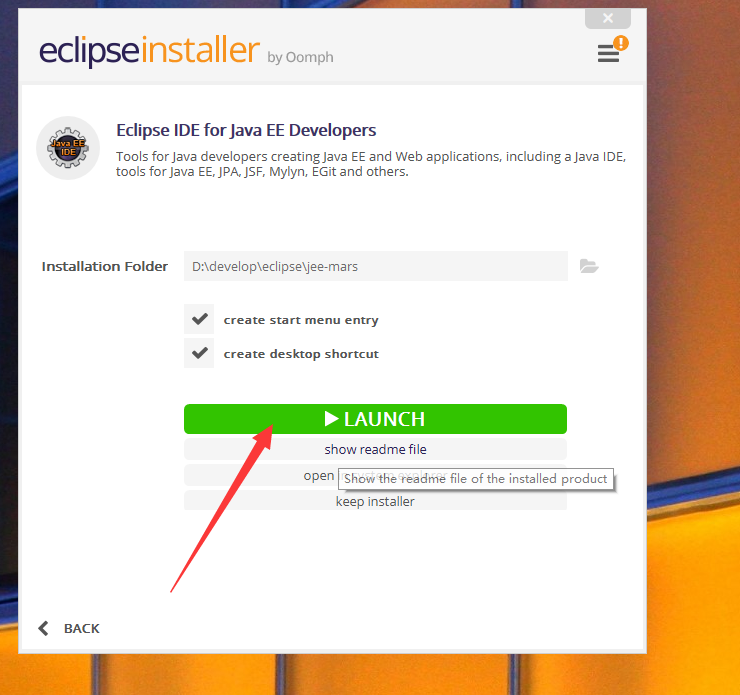 eclipseinstaller by Oomph
!
Java EE
IDE
Eclipse IDE for Java EE Developers
Tools for Java developers creating Java EE and Web applications, including a Java IDE,
tools for Java EE, JPA, JSF, Mylyn, EGit and others.
Installation Folder D:\develop\eclipse\jee-mars
create start menu entry
create desktop shortcut
LAUNCH
show readme file
open in system explorer
Show the readme file of the installed product
keep installer
BACK